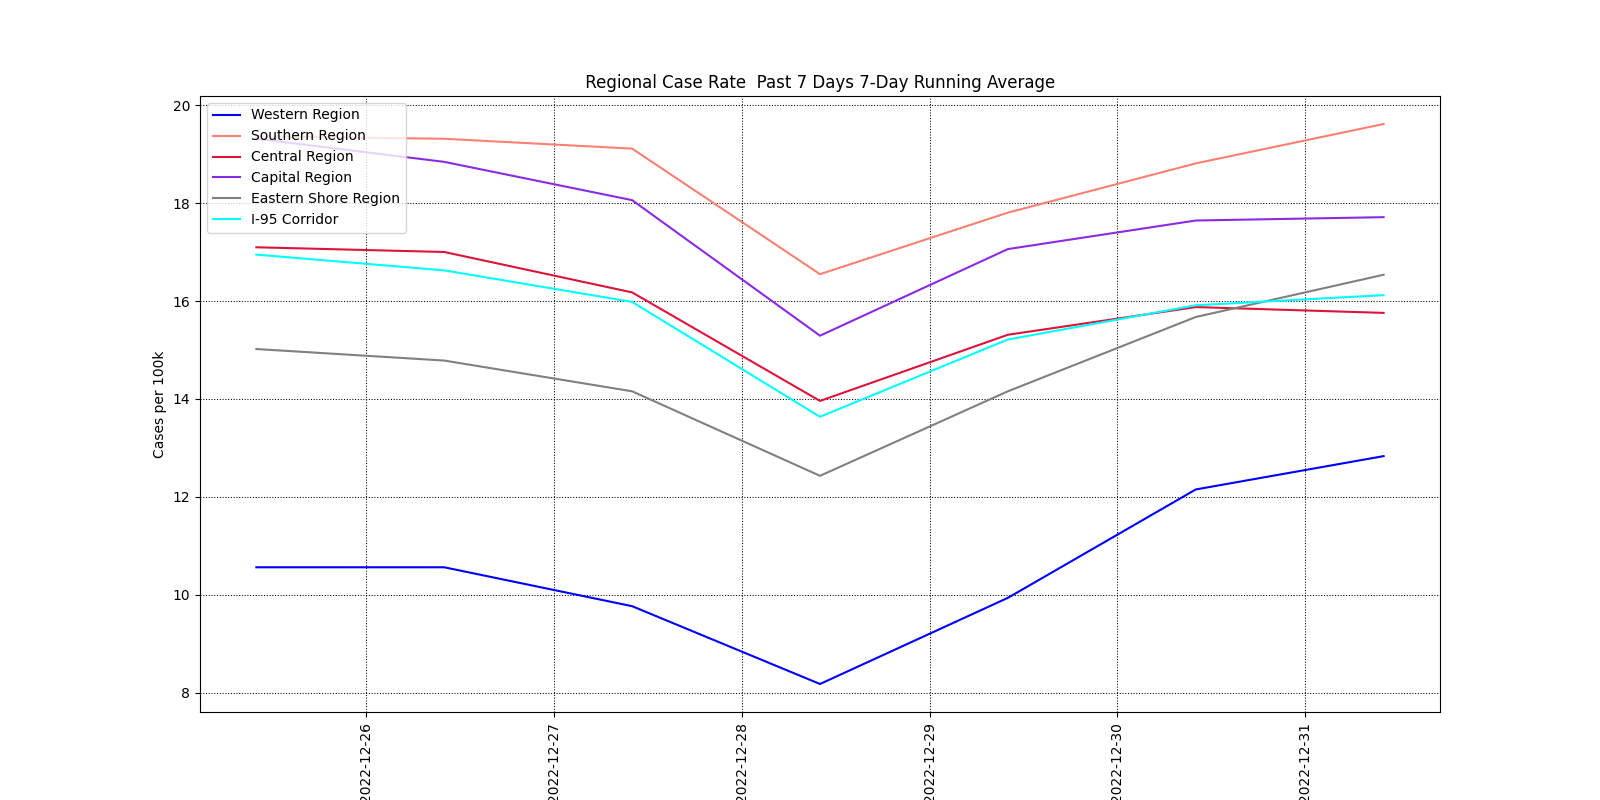 Regional Case Rate  Past 7 Days 7-Day Running Average
Western Region
Southern Region
Central Region
Capital Region
Eastern Shore Region
I-95 Corridor
Cases per 100k
20
18
16
14
12
10
8
2022-12-26
2022-12-27
2022-12-28
2022-12-29
2022-12-30
2022-12-31